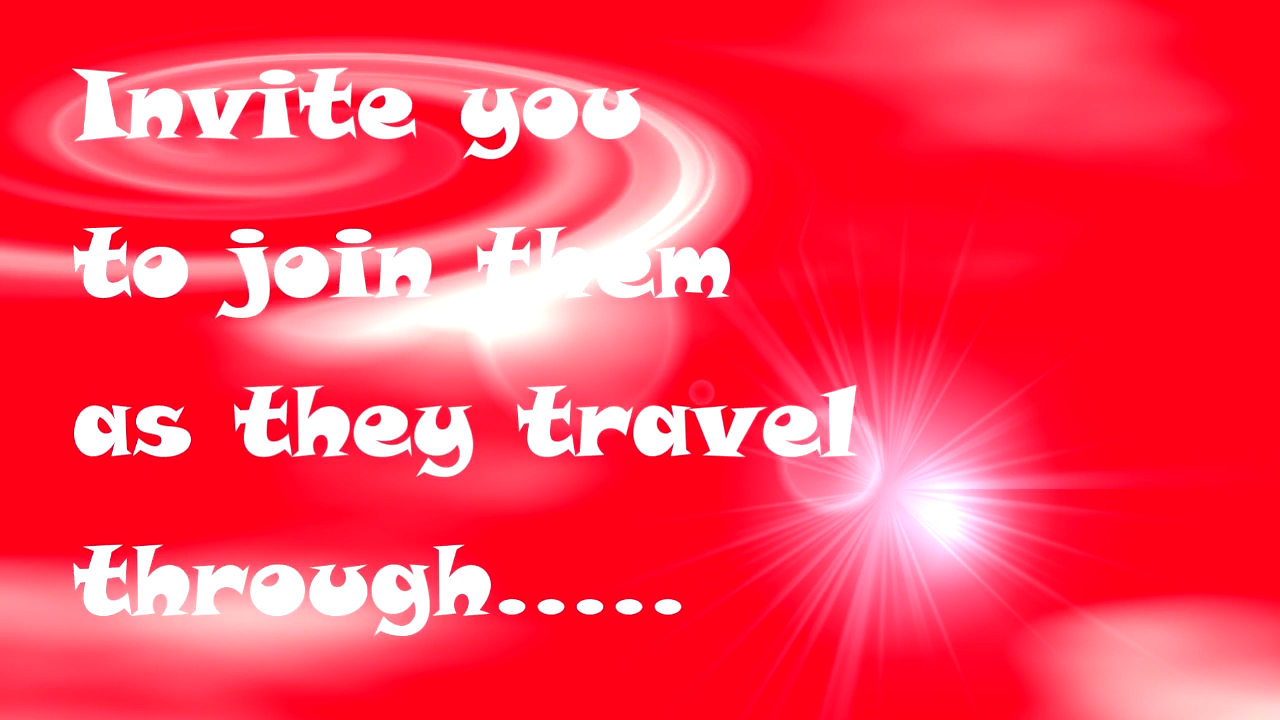 Invite you
to join them
as they travel
through.....